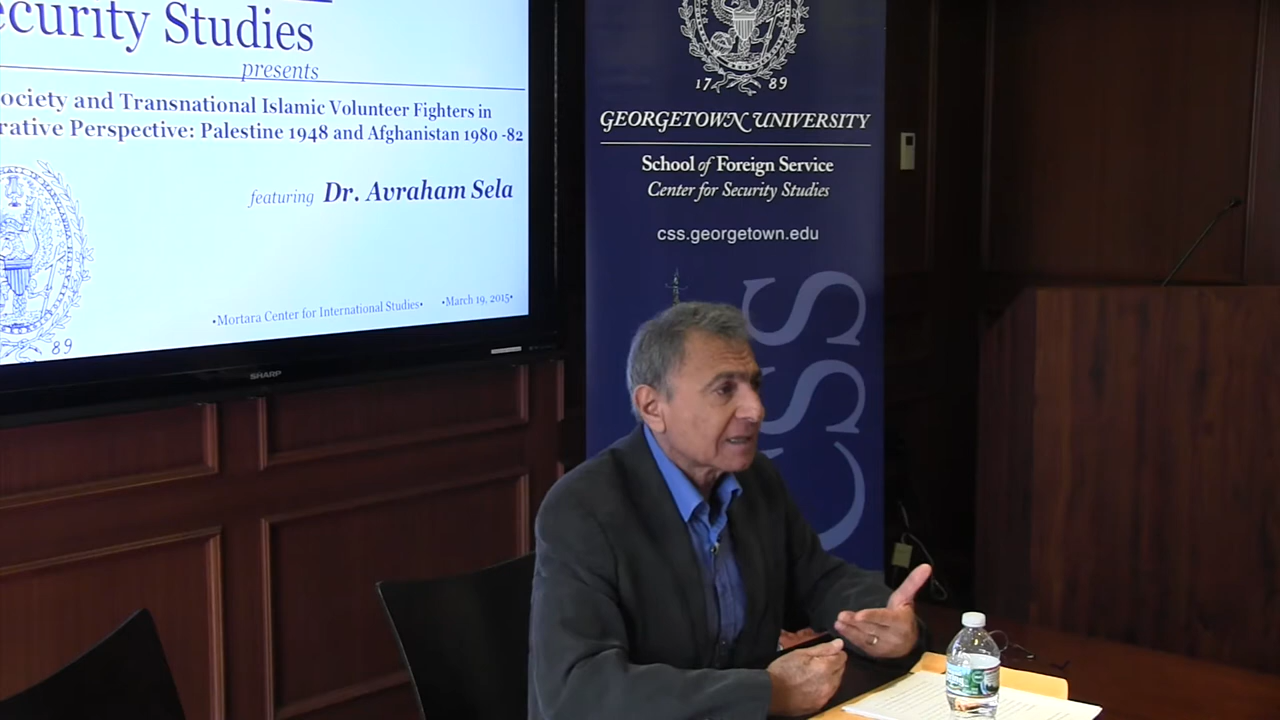 ecurity Studies
presents
ociety and Transnational Islamic Volunteer Fighters in
rative Perspective: Palestine 1948 and Afghanistan 1980 -82
featuring Dr. Avraham Sela
•Mortara Center for International Studies• •March 19, 2015•
89
SHARP
17 89
GEORGETOWN UNIVERSITY
School of Foreign Service
Center for Security Studies
css.georgetown.edu
CSS